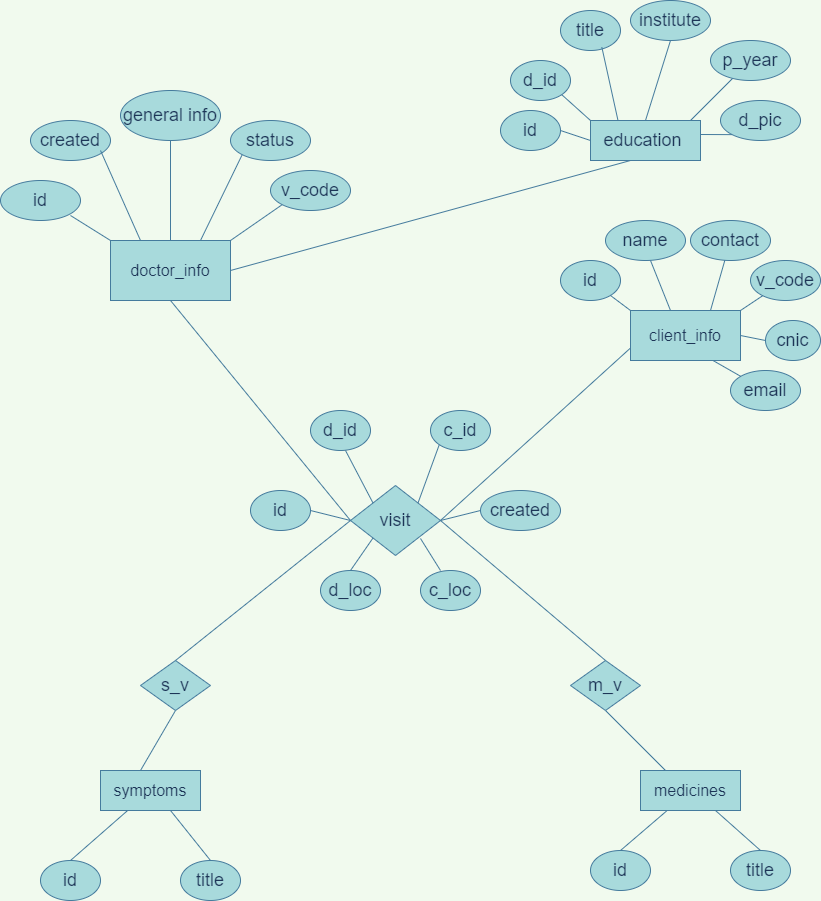 institute
title
p_year
d_id
d_pic
id
education
general info
created
status
id
v_code
doctor_info
name
contact
id
v_code
client_info
cnic
email
d_id
c_id
id
visit
created
d_loc
c_loc
s_v
m_v
symptoms
medicines
id
title
id
title